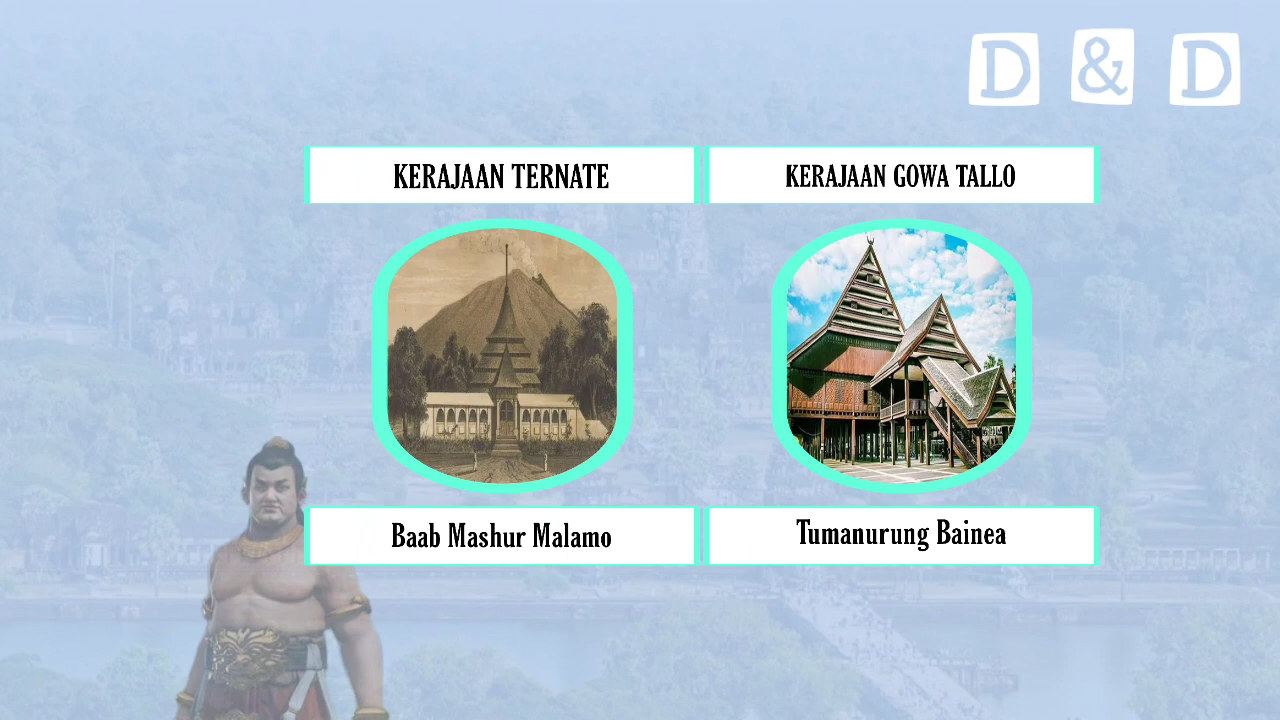 D & D
KERAJAAN TERNATE
KERAJAAN GOWA TALLO
Baab Mashur Malamo
Tumanurung Bainea